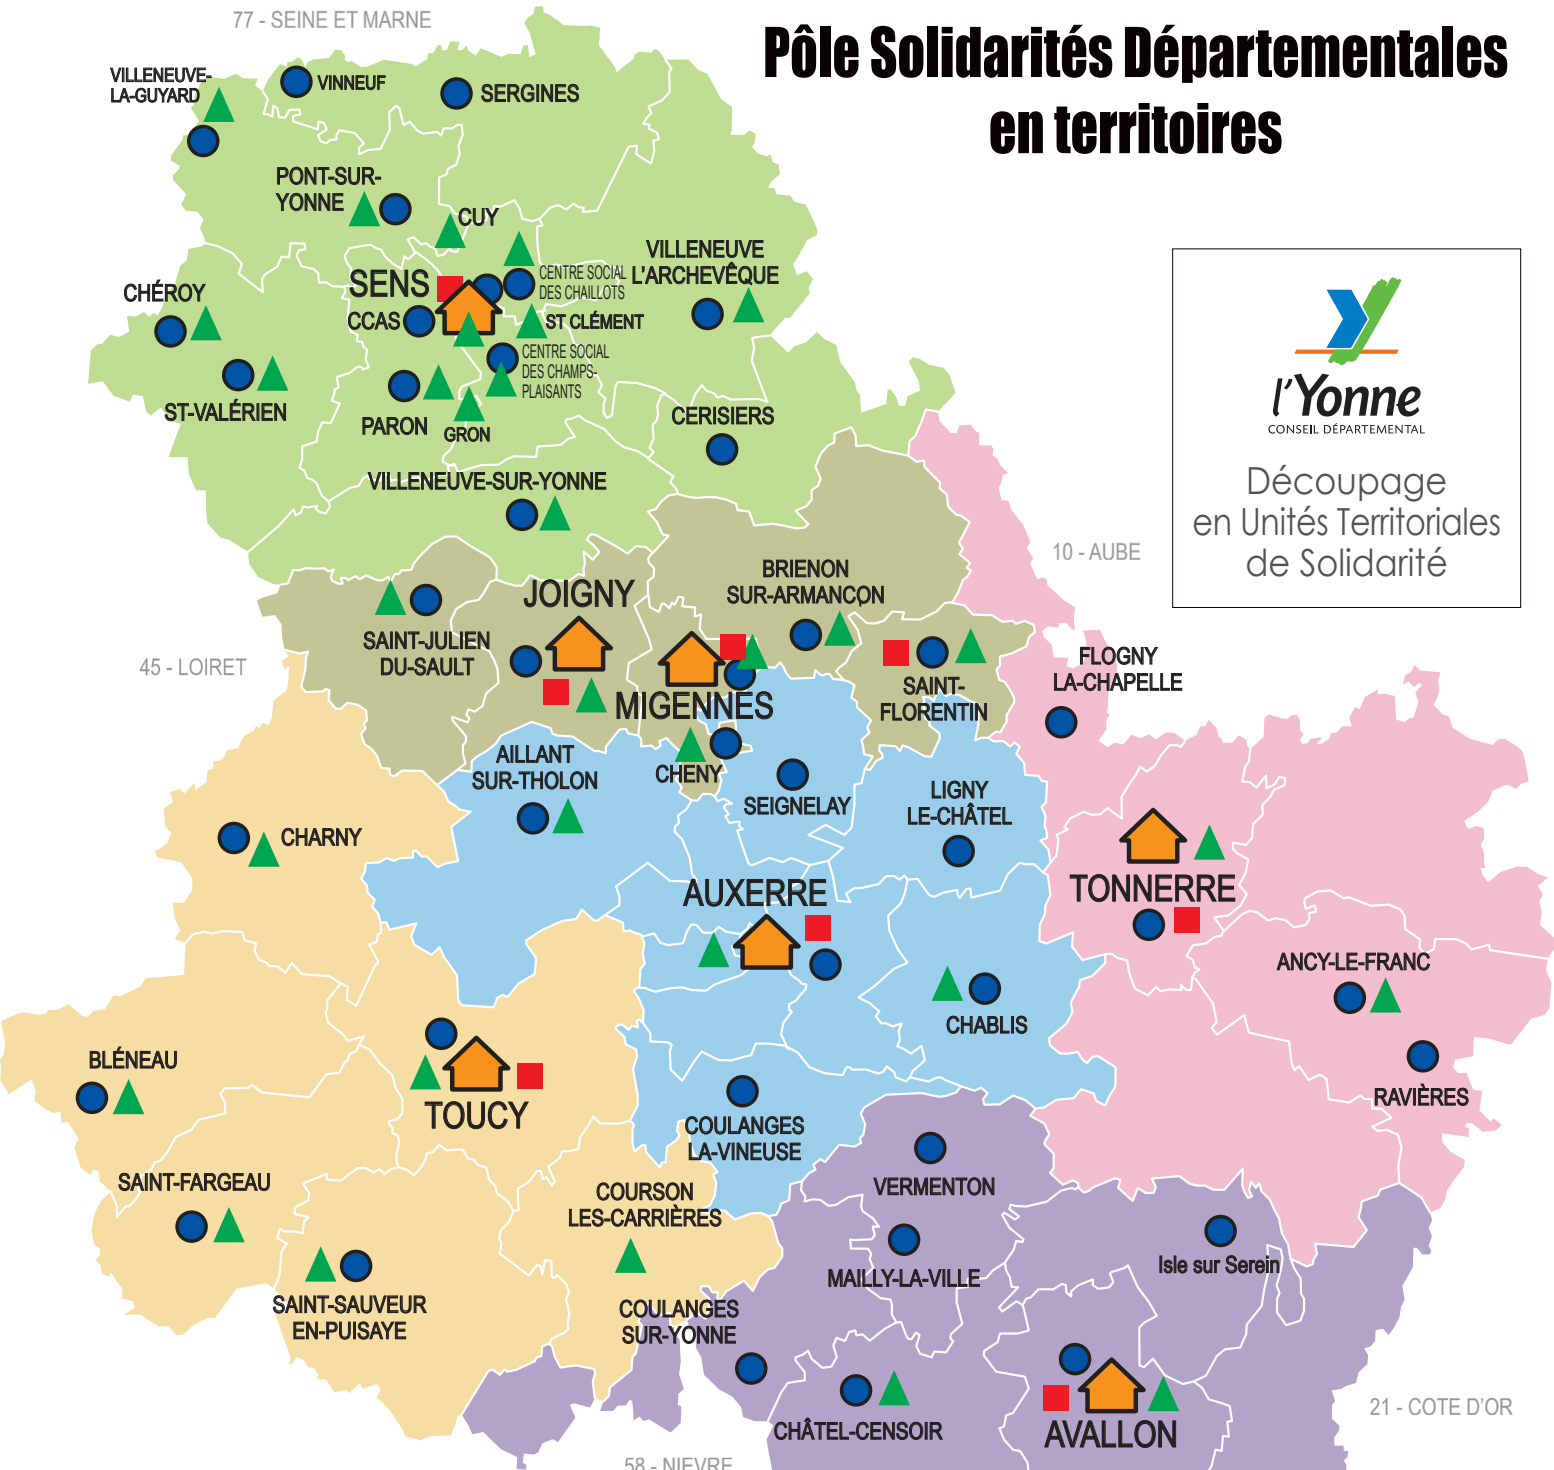 77 - SEINE ET MARNE
Pôle Solidarités Départementales
en territoires
VILLENEUVE-
LA-GUYARD
VINNEUF
SERGINES
PONT-SUR-
YONNE
CUY
VILLENEUVE
L'ARCHEVÊQUE
SENS
CENTRE SOCIAL
DES CHAILLOTS
CHÉROY
CCAS
ST CLÉMENT
CENTRE SOCIAL
DES CHAMPS-
PLAISANTS
ST-VALÉRIEN
PARON
GRON
CERISIERS
l'Yonne
CONSEIL DÉPARTEMENTAL
Découpage
en Unités Territoriales
de Solidarité
VILLENEUVE-SUR-YONNE
10 - AUBE
BRIENON
SUR-ARMANÇON
JOIGNY
SAINT-JULIEN
DU-SAULT
45 - LOIRET
FLOGNY
LA-CHAPELLE
SAINT-
FLORENTIN
MIGENNES
AILLANT
SUR-THOLON
CHENY
SEIGNELAY
LIGNY
LE-CHÂTEL
CHARNY
TONNERRE
AUXERRE
ANCY-LE-FRANC
CHABLIS
BLÉNEAU
TOUCY
RAVIÈRES
COULANGES
LA-VINEUSE
SAINT-FARGEAU
VERMENTON
COURSON
LES-CARRIÈRES
Isle sur Serein
MAILLY-LA-VILLE
SAINT-SAUVEUR
EN-PUISAYE
COULANGES
SUR-YONNE
21 - COTE D'OR
CHÂTEL-CENSOIR
AVALLON
58 - NIEVRE